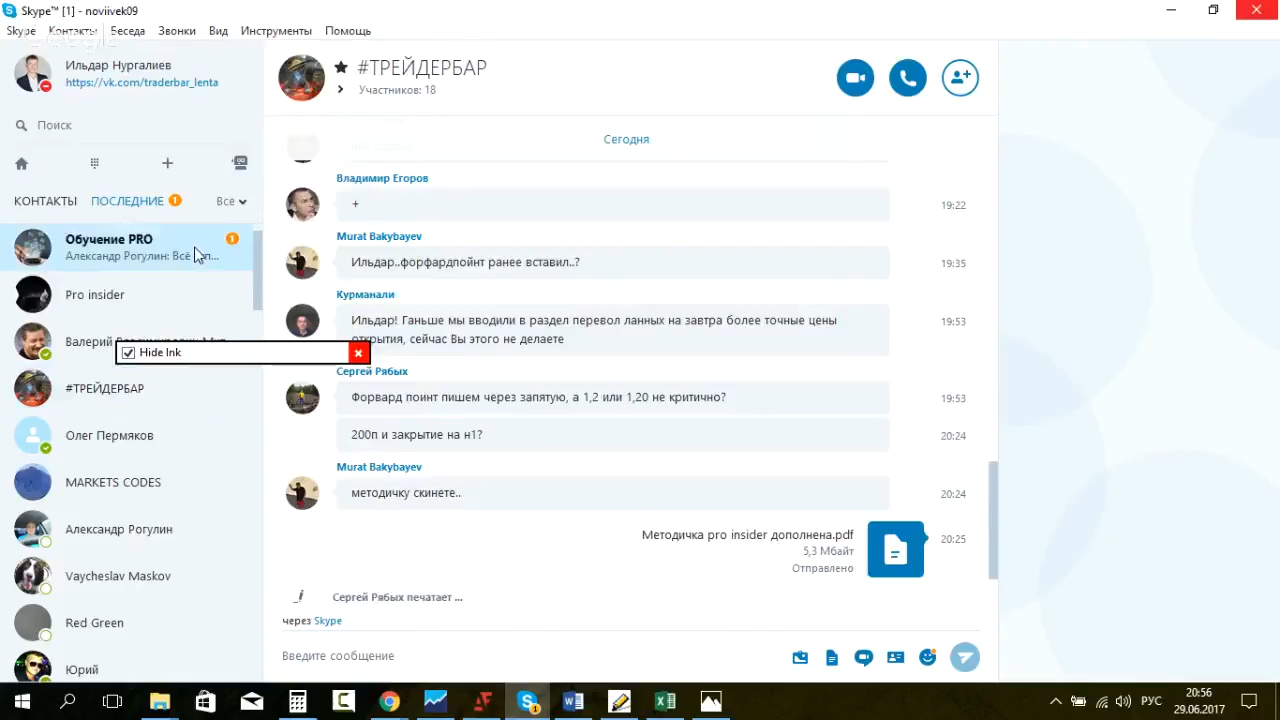 Skype™ [1] - noviivek09
Skype Контакты Беседа Звонки Вид Инструменты Помощь
Ильдар Нургалиев
https://vk.com/traderbar_lenta
Поиск
КОНТАКТЫ ПОСЛЕДНИЕ 1 Все
Обучение PRO 1
Александр Рогулин: Всё
Pro insider
Валерий
Hide Ink
#ТРЕЙДЕРБАР
Олег Пермяков
MARKETS CODES
Александр Рогулин
Vaycheslav Maskov
Red Green
Юрий
#ТРЕЙДЕРБАР
Участников: 18
Сегодня
Владимир Егоров
+ 19:22
Murat Bakybayev
Ильдар..форфардпойнт ранее вставил..? 19:35
Курманали
Ильдар! Ганьше мы вводили в раздел перевол ланных на завтра более точные цены 19:53
открытия, сейчас Вы этого не делаете
Сергей Рябых
Форвард поинт пишем через запятую, а 1,2 или 1,20 не критично? 19:53
200п и закрытие на н1? 20:24
Murat Bakybayev
методичку скинете.. 20:24
Методичка pro insider дополнена.pdf 20:25
5,3 Мбайт
Отправлено
Сергей Рябых печатает ...
через Skype
Введите сообщение
РУС
20:56
29.06.2017